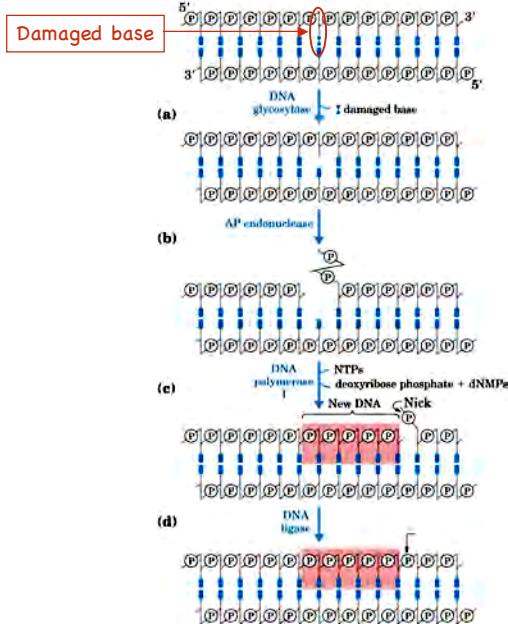 5'
3'
Damaged base
3'
5'
DNA
glycosylase
damaged base
(a)
AP endonuclease
(b)
DNA
polymerase
I
NTPs
deoxyribose phosphate + dNMPs
(c)
New DNA
Nick
(d)
DNA
ligase